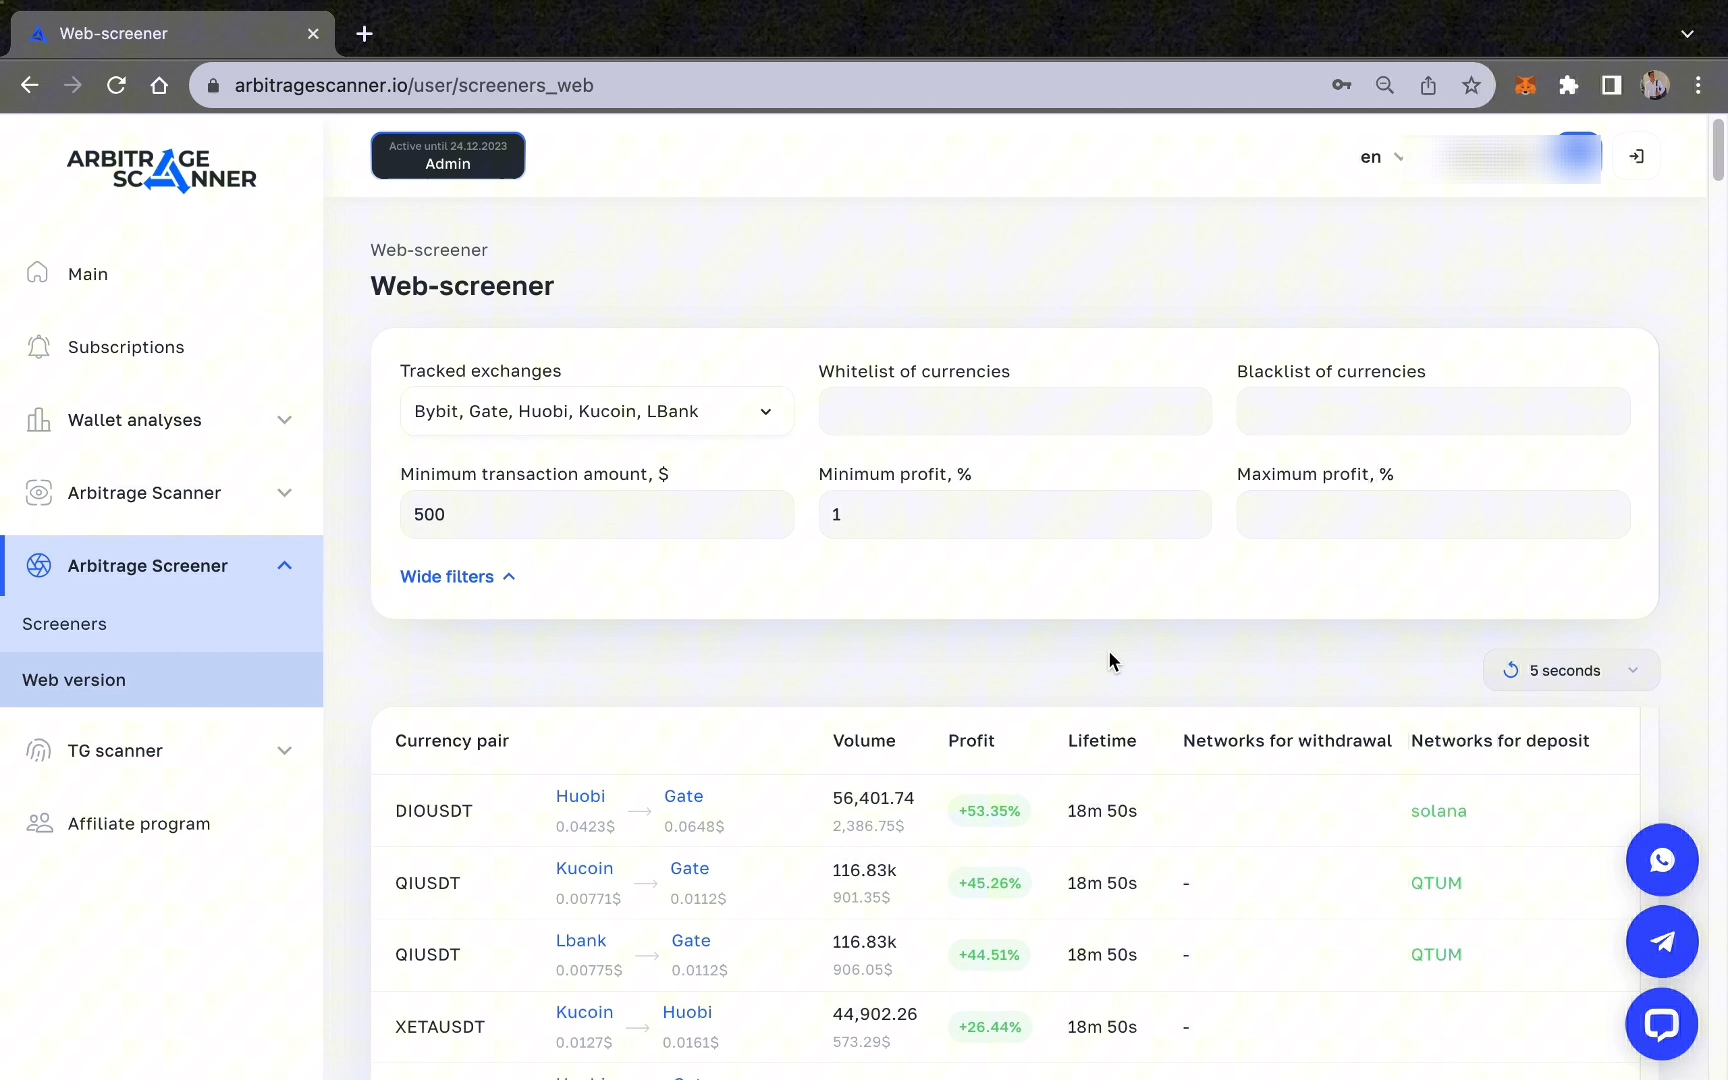 Web-screener
arbitragescanner.io/user/screeners_web
ARBITRAGE
SCANNER
Active until 24.12.2023
Admin
en
Main
Subscriptions
Wallet analyses
Arbitrage Scanner
Arbitrage Screener
Screeners
Web version
TG scanner
Affiliate program
Web-screener
Web-screener
Tracked exchanges
Whitelist of currencies
Blacklist of currencies
Bybit, Gate, Huobi, Kucoin, LBank
Minimum transaction amount, $
Minimum profit, %
Maximum profit, %
500
1
Wide filters
5 seconds
Currency pair Volume Profit Lifetime Networks for withdrawal Networks for deposit
DIOUSDT Huobi → Gate 56,401.74 +53.35% 18m 50s solana
0.0423$ 0.0648$ 2,386.75$
QIUSDT Kucoin → Gate 116.83k +45.26% 18m 50s - QTUM
0.00771$ 0.0112$ 901.35$
QIUSDT Lbank → Gate 116.83k +44.51% 18m 50s - QTUM
0.00775$ 0.0112$ 906.05$
XETAUSDT Kucoin → Huobi 44,902.26 +26.44% 18m 50s -
0.0127$ 0.0161$ 573.29$